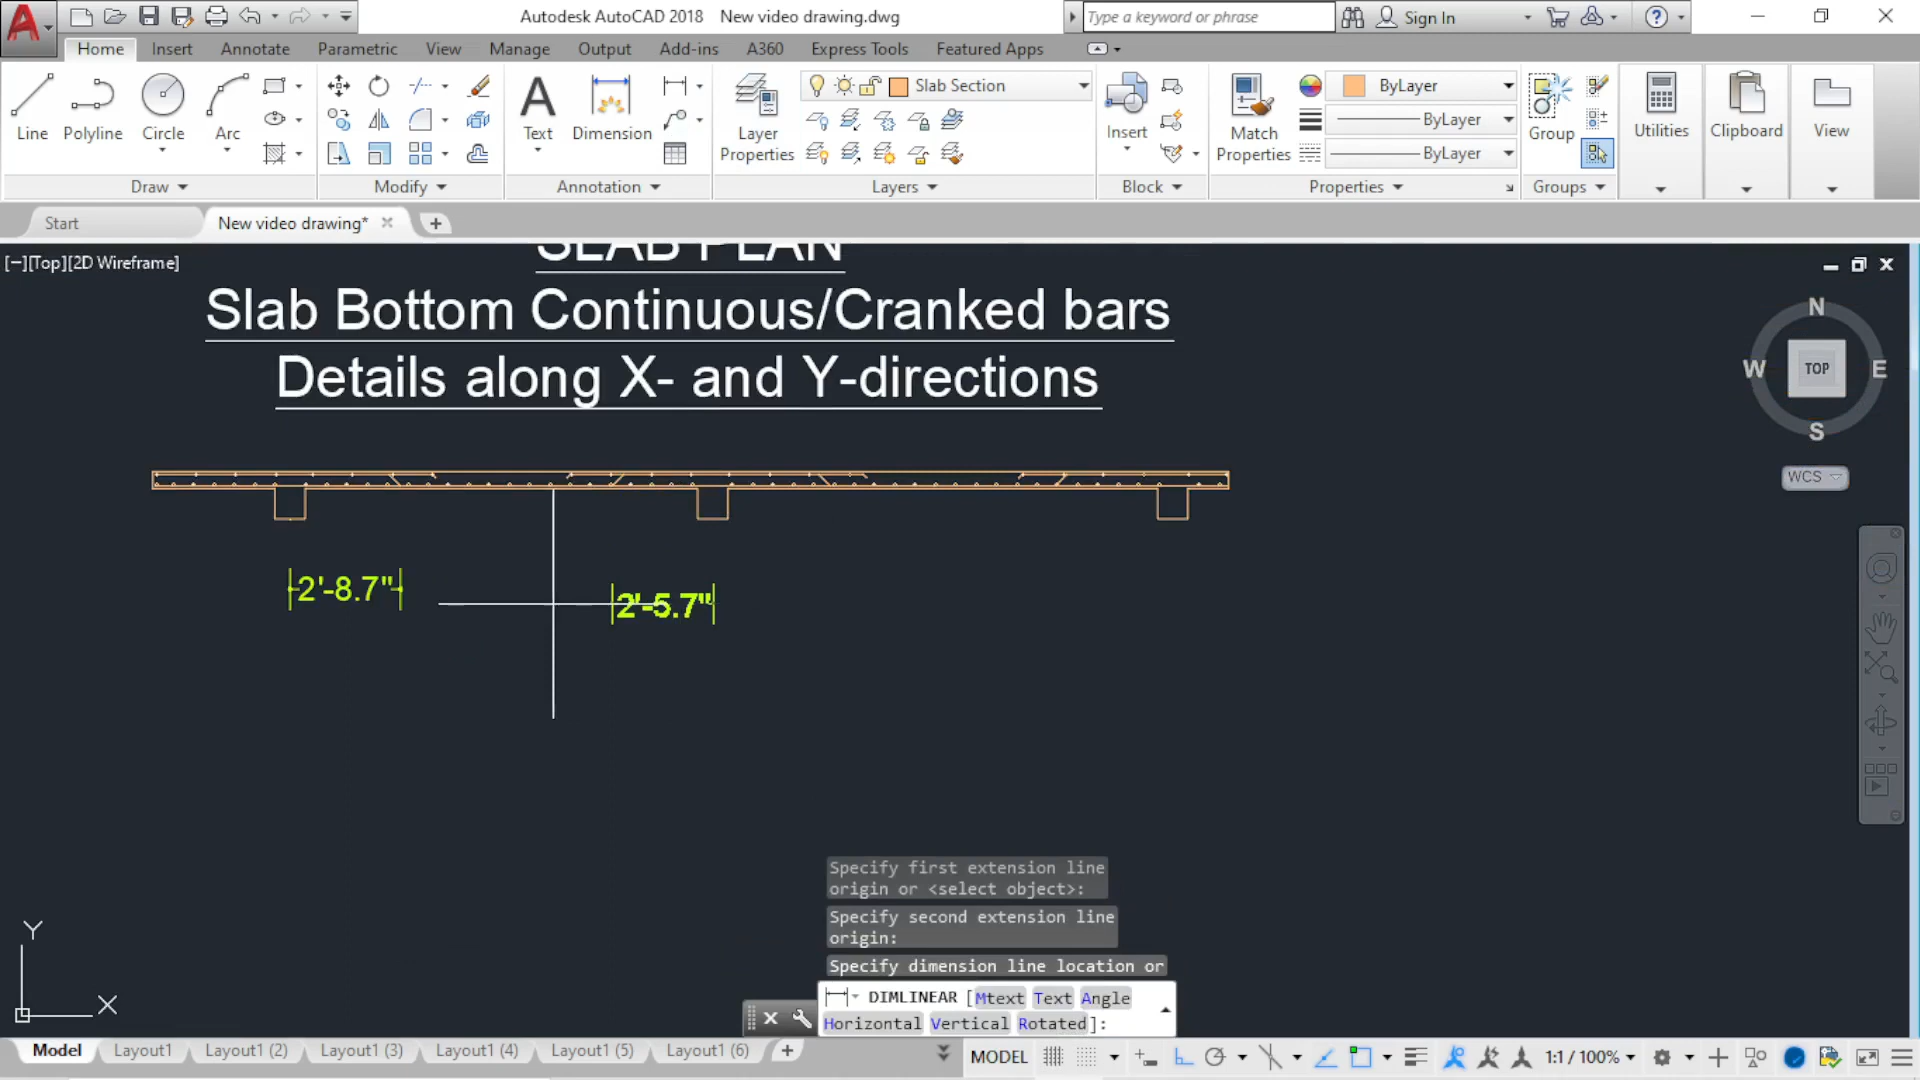 Autodesk AutoCAD 2018 New video drawing.dwg
Type a keyword or phrase
Sign In
Home Insert Annotate Parametric View Manage Output Add-ins A360 Express Tools Featured Apps
Slab Section
ByLayer
ByLayer
ByLayer
Line Polyline Circle Arc
Text Dimension
Layer Properties
Insert
Match Properties
Group
Utilities Clipboard View
Draw Modify Annotation Layers Block Properties Groups
Start New video drawing*
[−][Top][2D Wireframe]
SLAB PLAN
Slab Bottom Continuous/Cranked bars
Details along X- and Y-directions
N
W TOP E
S
WCS
2'-8.7"
2'-5.7"
Specify first extension line
origin or <select object>:
Specify second extension line
origin:
Specify dimension line location or
DIMLINEAR [Mtext Text Angle
Horizontal Vertical Rotated]:
Y
X
Model Layout1 Layout1 (2) Layout1 (3) Layout1 (4) Layout1 (5) Layout1 (6)
MODEL 1:1 / 100%